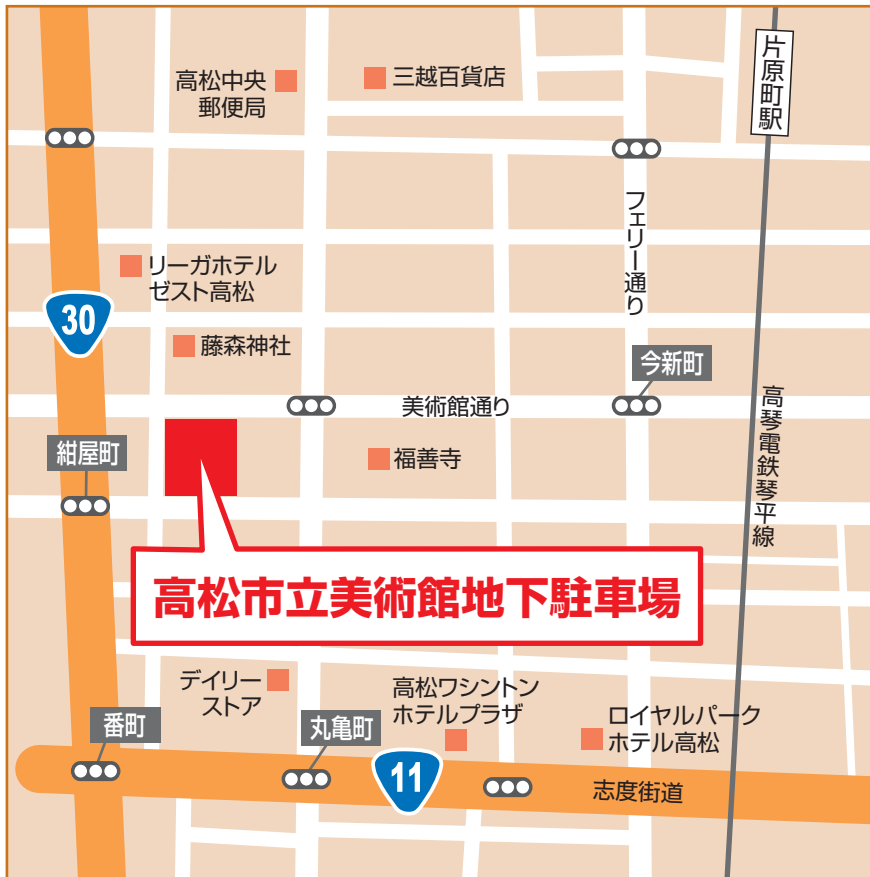 高松中央
郵便局
三越百貨店
片原町駅
フェリー通り
リーガホテル
ゼスト高松
30
藤森神社
今新町
美術館通り
高琴電鉄琴平線
紺屋町
福善寺
高松市立美術館地下駐車場
デイリー
ストア
高松ワシントン
ホテルプラザ
ロイヤルパーク
ホテル高松
番町
丸亀町
11
志度街道